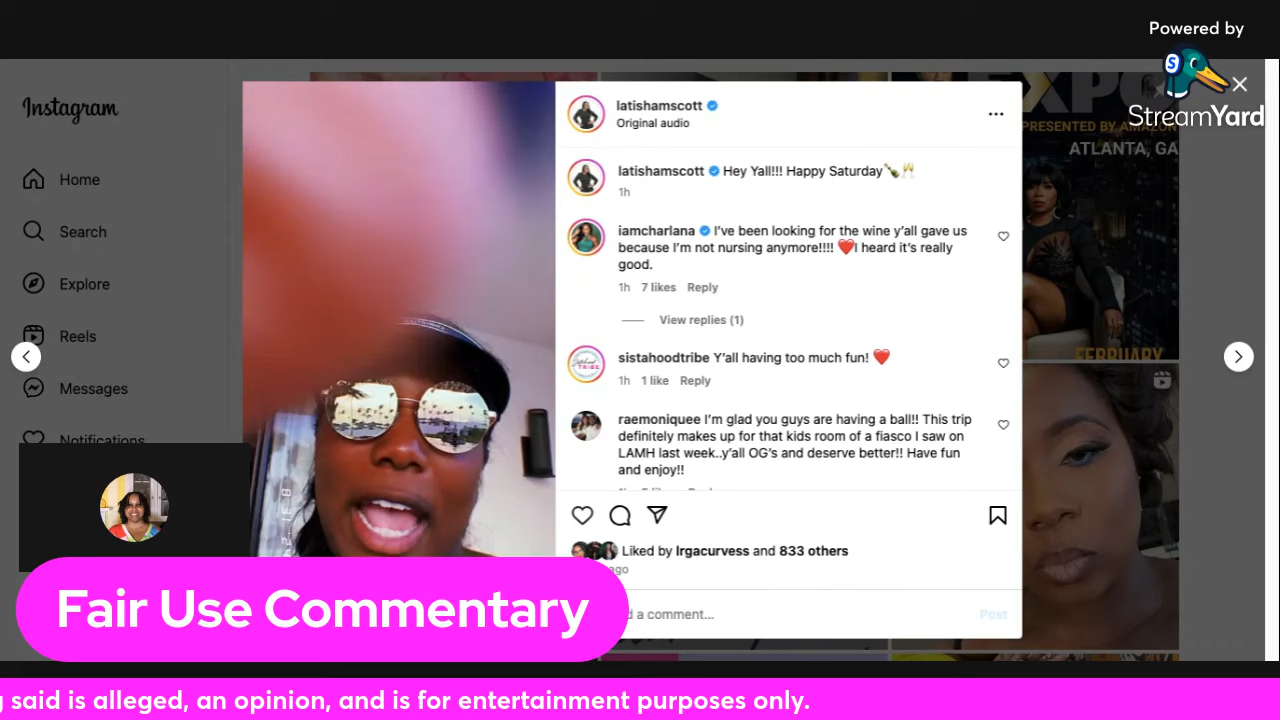 Powered by
StreamYard
Instagram
Home
Search
Explore
Reels
Messages
Notifications
EXPO
PRESENTED BY AMAZON
ATLANTA, GA
FEBRUARY
latishamscott
Original audio
latishamscott Hey Yall!!! Happy Saturday🍾🥂
1h
iamcharlana I've been looking for the wine y'all gave us
because I'm not nursing anymore!!!! ❤️I heard it's really
good.
1h 7 likes Reply
View replies (1)
sistahoodtribe Y'all having too much fun! ❤️
1h 1 like Reply
raemoniquee I'm glad you guys are having a ball!! This trip
definitely makes up for that kids room of a fiasco I saw on
LAMH last week..y'all OG's and deserve better!! Have fun
and enjoy!!
Liked by lrgacurvess and 833 others
ago
d a comment...
Post
Fair Use Commentary
g said is alleged, an opinion, and is for entertainment purposes only.